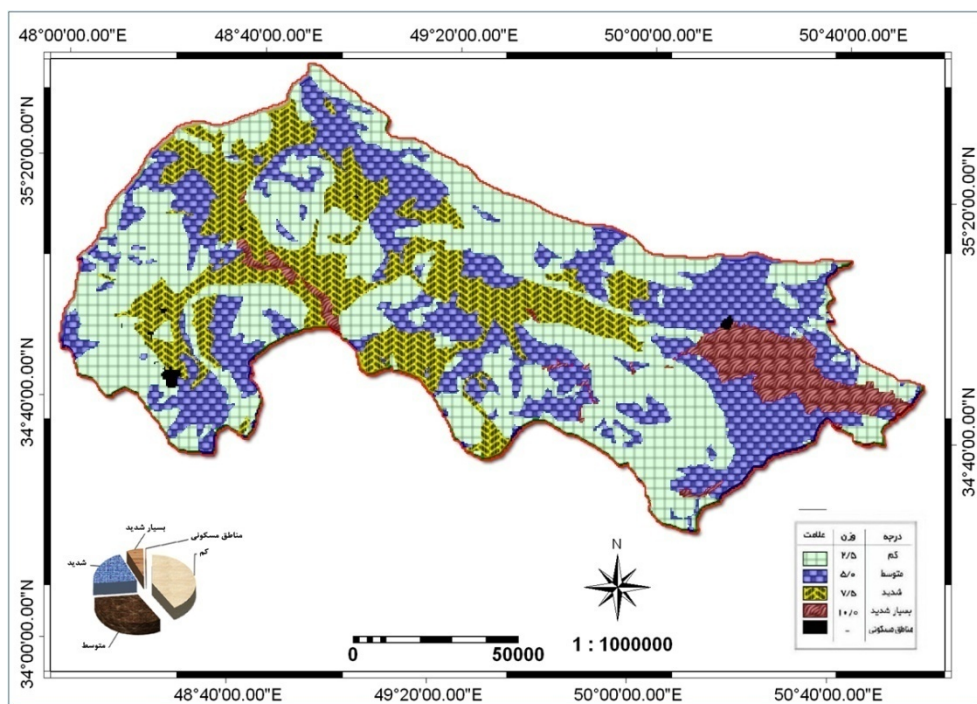 48°00'00.00"E 48°40'00.00"E 49°20'00.00"E 50°00'00.00"E 50°40'00.00"E
35°20'00.00"N
34°40'00.00"N
34°00'00.00"N
35°20'00.00"N
34°40'00.00"N
34°00'00.00"N
بسیار شدید
مناطق مسکونی
کم
شدید
متوسط
N
0 50000
1 : 1000000
درجه وزن علامت
کم ۲/۵
متوسط ۵/۰
شدید ۷/۵
بسیار شدید ۱۰/۰
مناطق مسکونی -
48°40'00.00"E 49°20'00.00"E 50°00'00.00"E 50°40'00.00"E